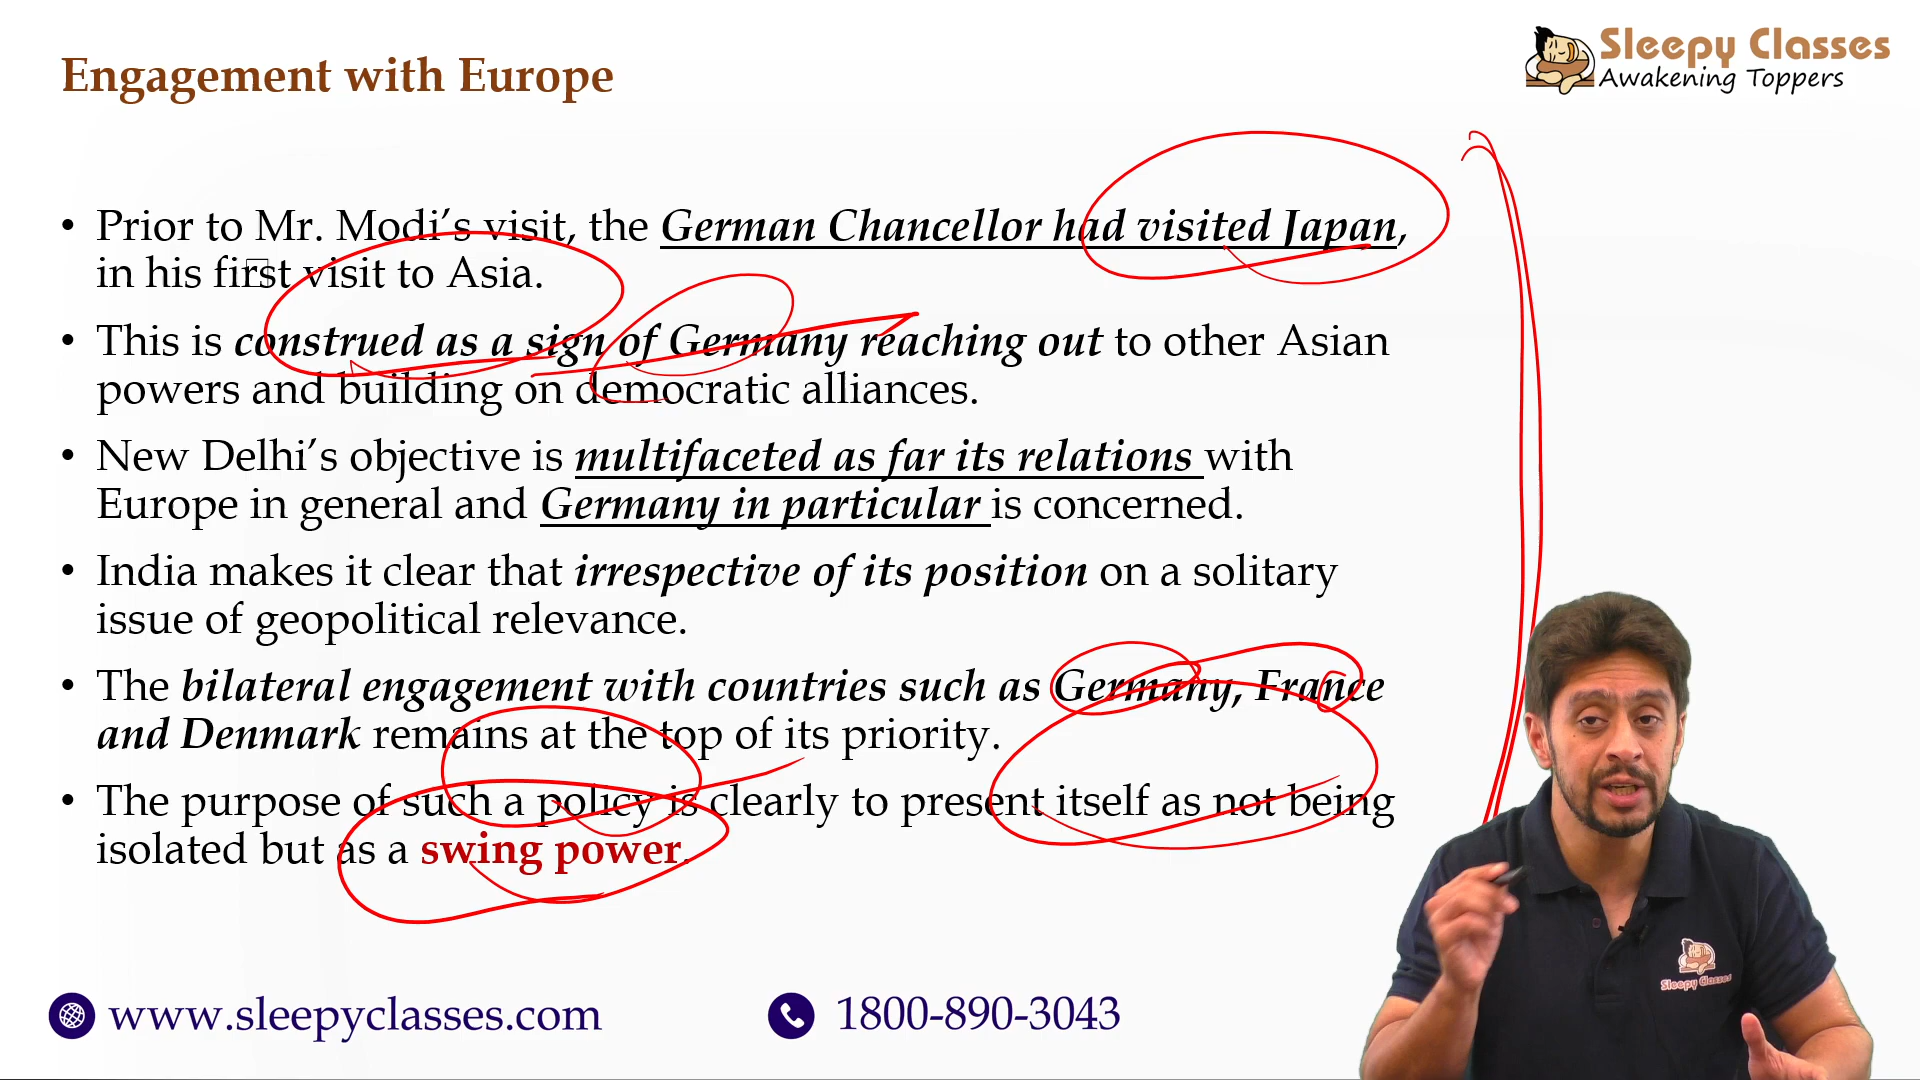 Engagement with Europe
Sleepy Classes
Awakening Toppers
• Prior to Mr. Modi’s visit, the German Chancellor had visited Japan,
in his first visit to Asia.
• This is construed as a sign of Germany reaching out to other Asian
powers and building on democratic alliances.
• New Delhi’s objective is multifaceted as far its relations with
Europe in general and Germany in particular is concerned.
• India makes it clear that irrespective of its position on a solitary
issue of geopolitical relevance.
• The bilateral engagement with countries such as Germany, France
and Denmark remains at the top of its priority.
• The purpose of such a policy is clearly to present itself as not being
isolated but as a swing power.
Sleepy Classes
www.sleepyclasses.com
1800-890-3043